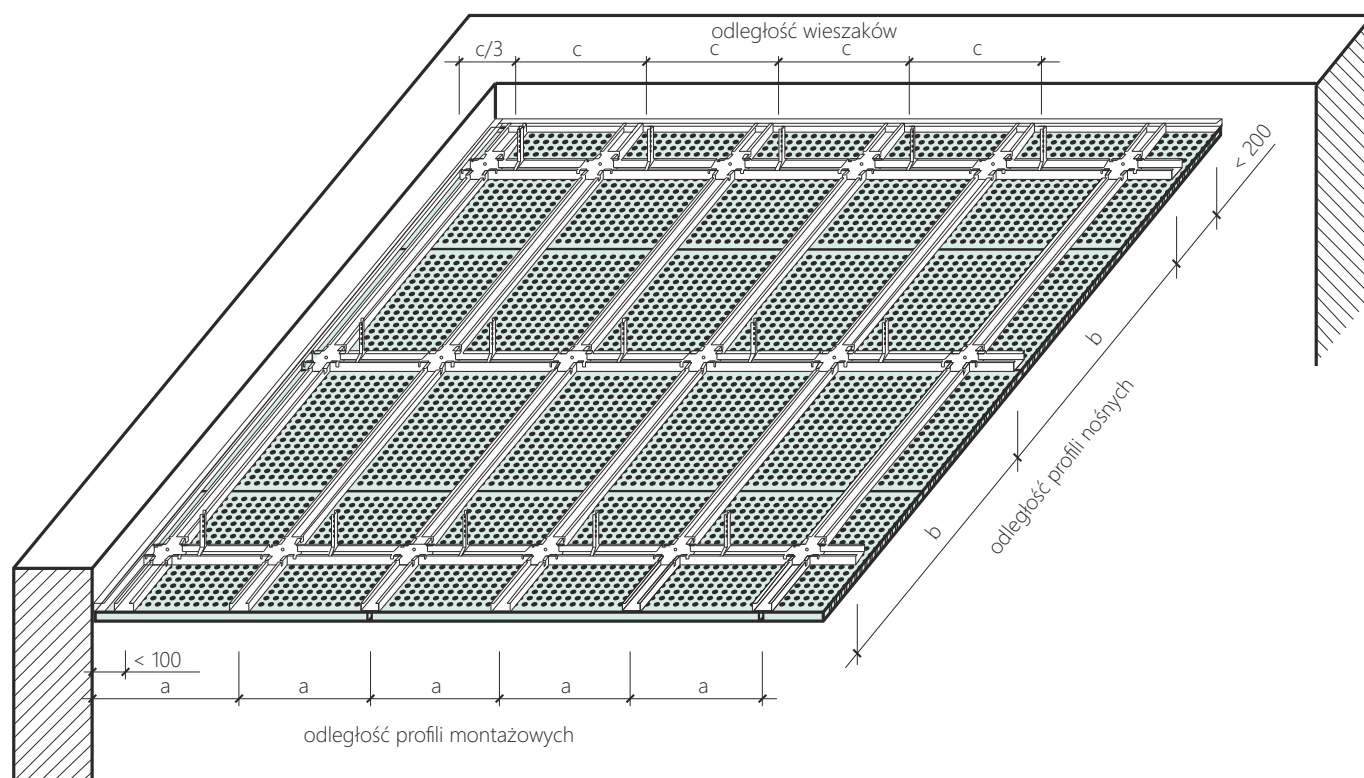 odległość wieszaków
c/3 c c c c
< 200
b
odległość profili nośnych
b
< 100
a a a a a
odległość profili montażowych